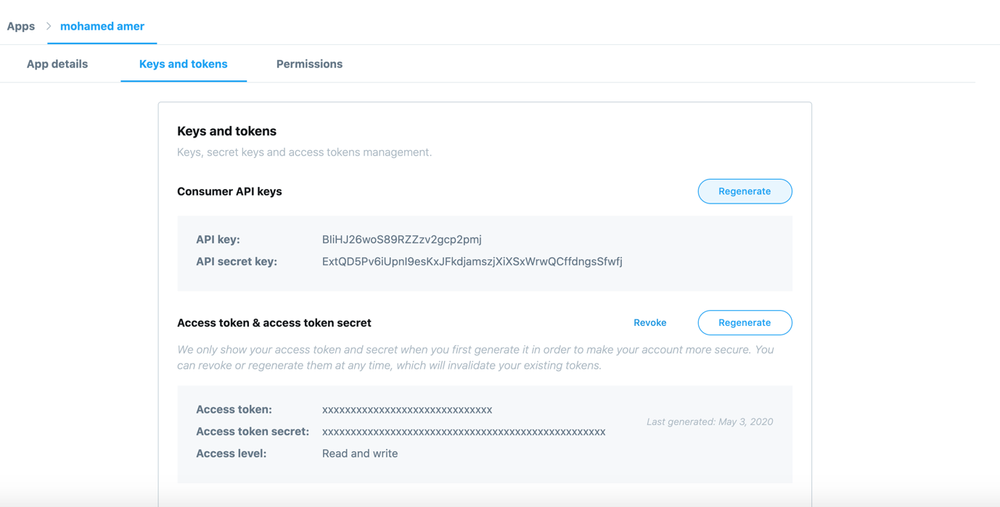 Apps > mohamed amer
App details Keys and tokens Permissions
Keys and tokens
Keys, secret keys and access tokens management.
Consumer API keys Regenerate
API key:
API secret key:
Access token & access token secret Revoke Regenerate
We only show your access token and secret when you first generate it in order to make your account more secure. You
can revoke or regenerate them at any time, which will invalidate your existing tokens.
Access token: xxxxxxxxxxxxxxxxxxxxxxxxxxxxxx
Last generated: May 3, 2020
Access token secret: xxxxxxxxxxxxxxxxxxxxxxxxxxxxxxxxxxxxxxxxxxxxxxxxxx
Access level: Read and write